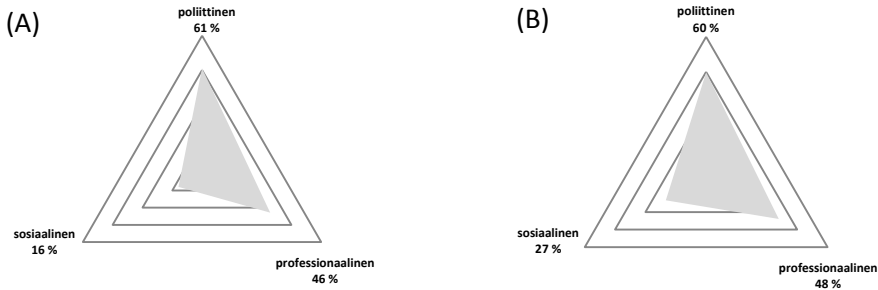 (A)
poliittinen
61 %
sosiaalinen
16 %
professionaalinen
46 %
(B)
poliittinen
60 %
sosiaalinen
27 %
professionaalinen
48 %